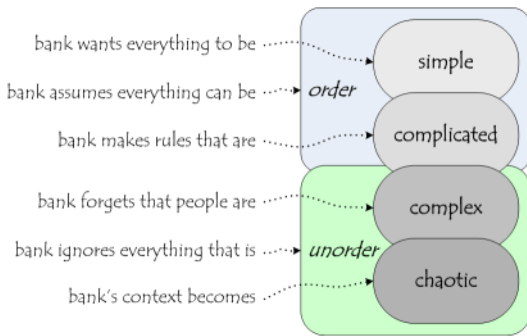 bank wants everything to be
simple
bank assumes everything can be
order
bank makes rules that are
complicated
bank forgets that people are
complex
bank ignores everything that is
unorder
bank's context becomes
chaotic